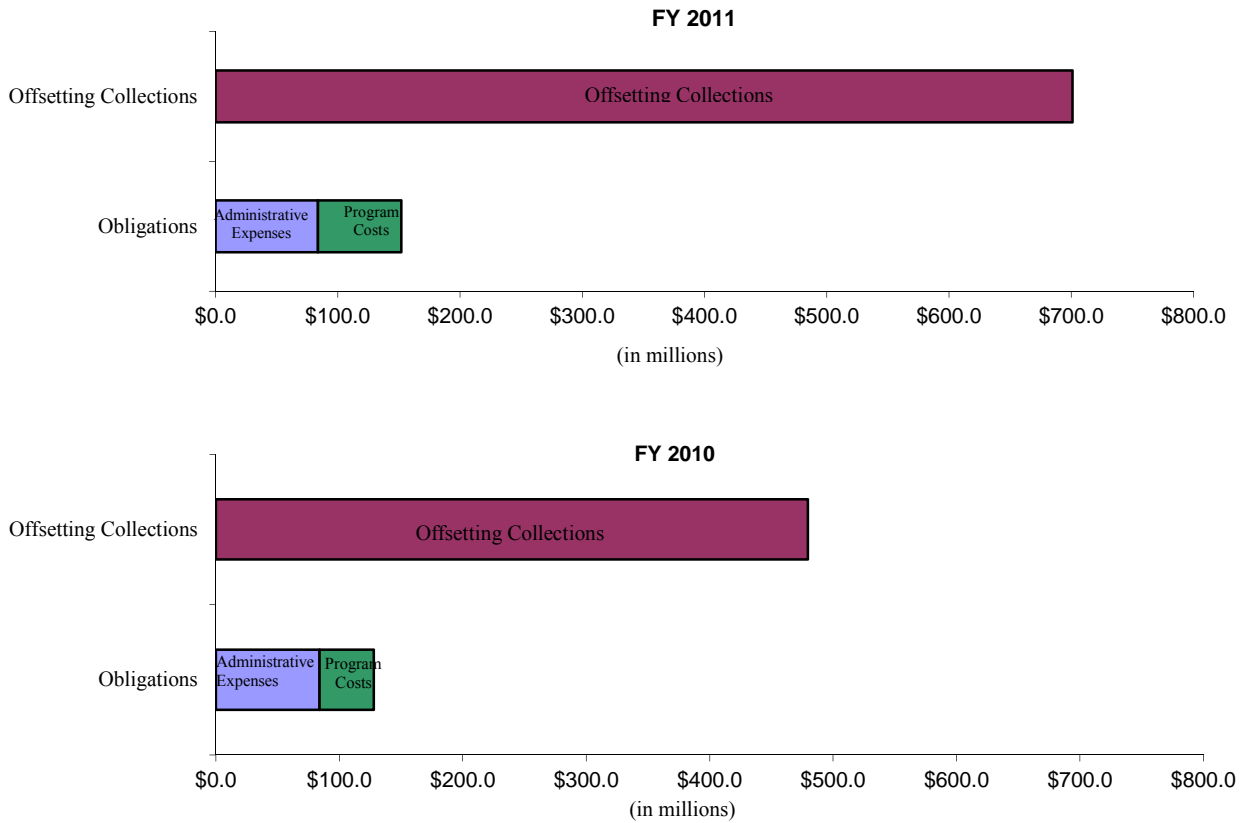 FY 2011
Offsetting Collections
Offsetting Collections
Administrative
Expenses
Program
Costs
Obligations
$0.0 $100.0 $200.0 $300.0 $400.0 $500.0 $600.0 $700.0 $800.0
(in millions)
FY 2010
Offsetting Collections
Offsetting Collections
Administrative
Expenses
Program
Costs
Obligations
$0.0 $100.0 $200.0 $300.0 $400.0 $500.0 $600.0 $700.0 $800.0
(in millions)